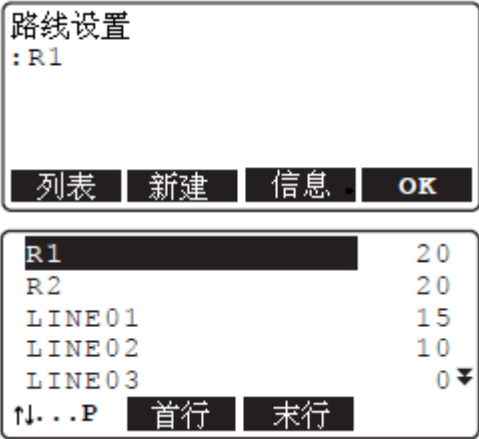 路线设置
:R1
列表 新建 信息 OK
R1 20
R2 20
LINE01 15
LINE02 10
LINE03 0
↑↓...P 首行 末行